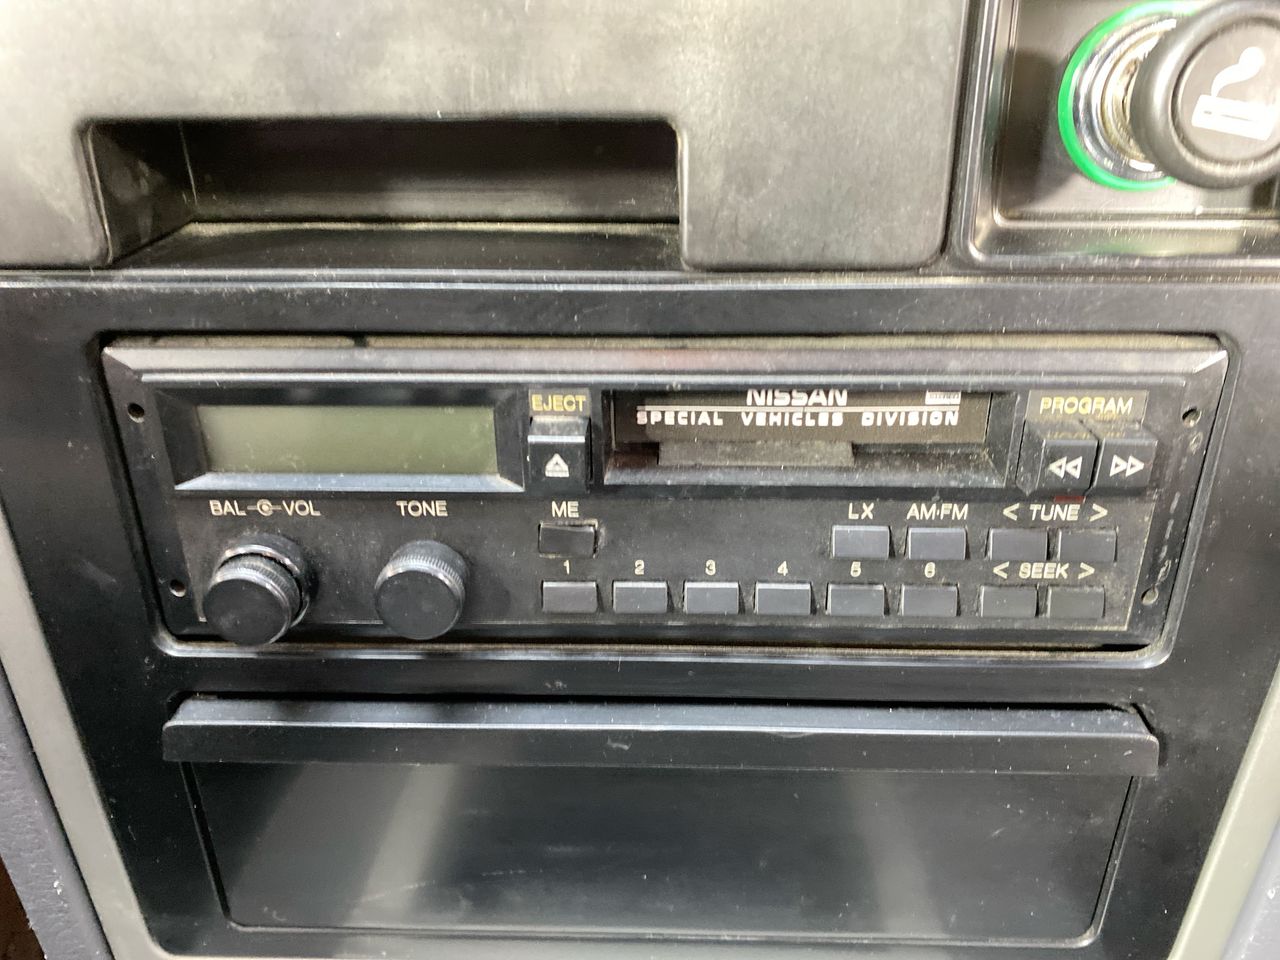 NISSAN
SPECIAL VEHICLES DIVISION
EJECT
PROGRAM
BAL VOL
TONE
ME
LX
AM·FM
< TUNE >
1 2 3 4 5 6
< SEEK >